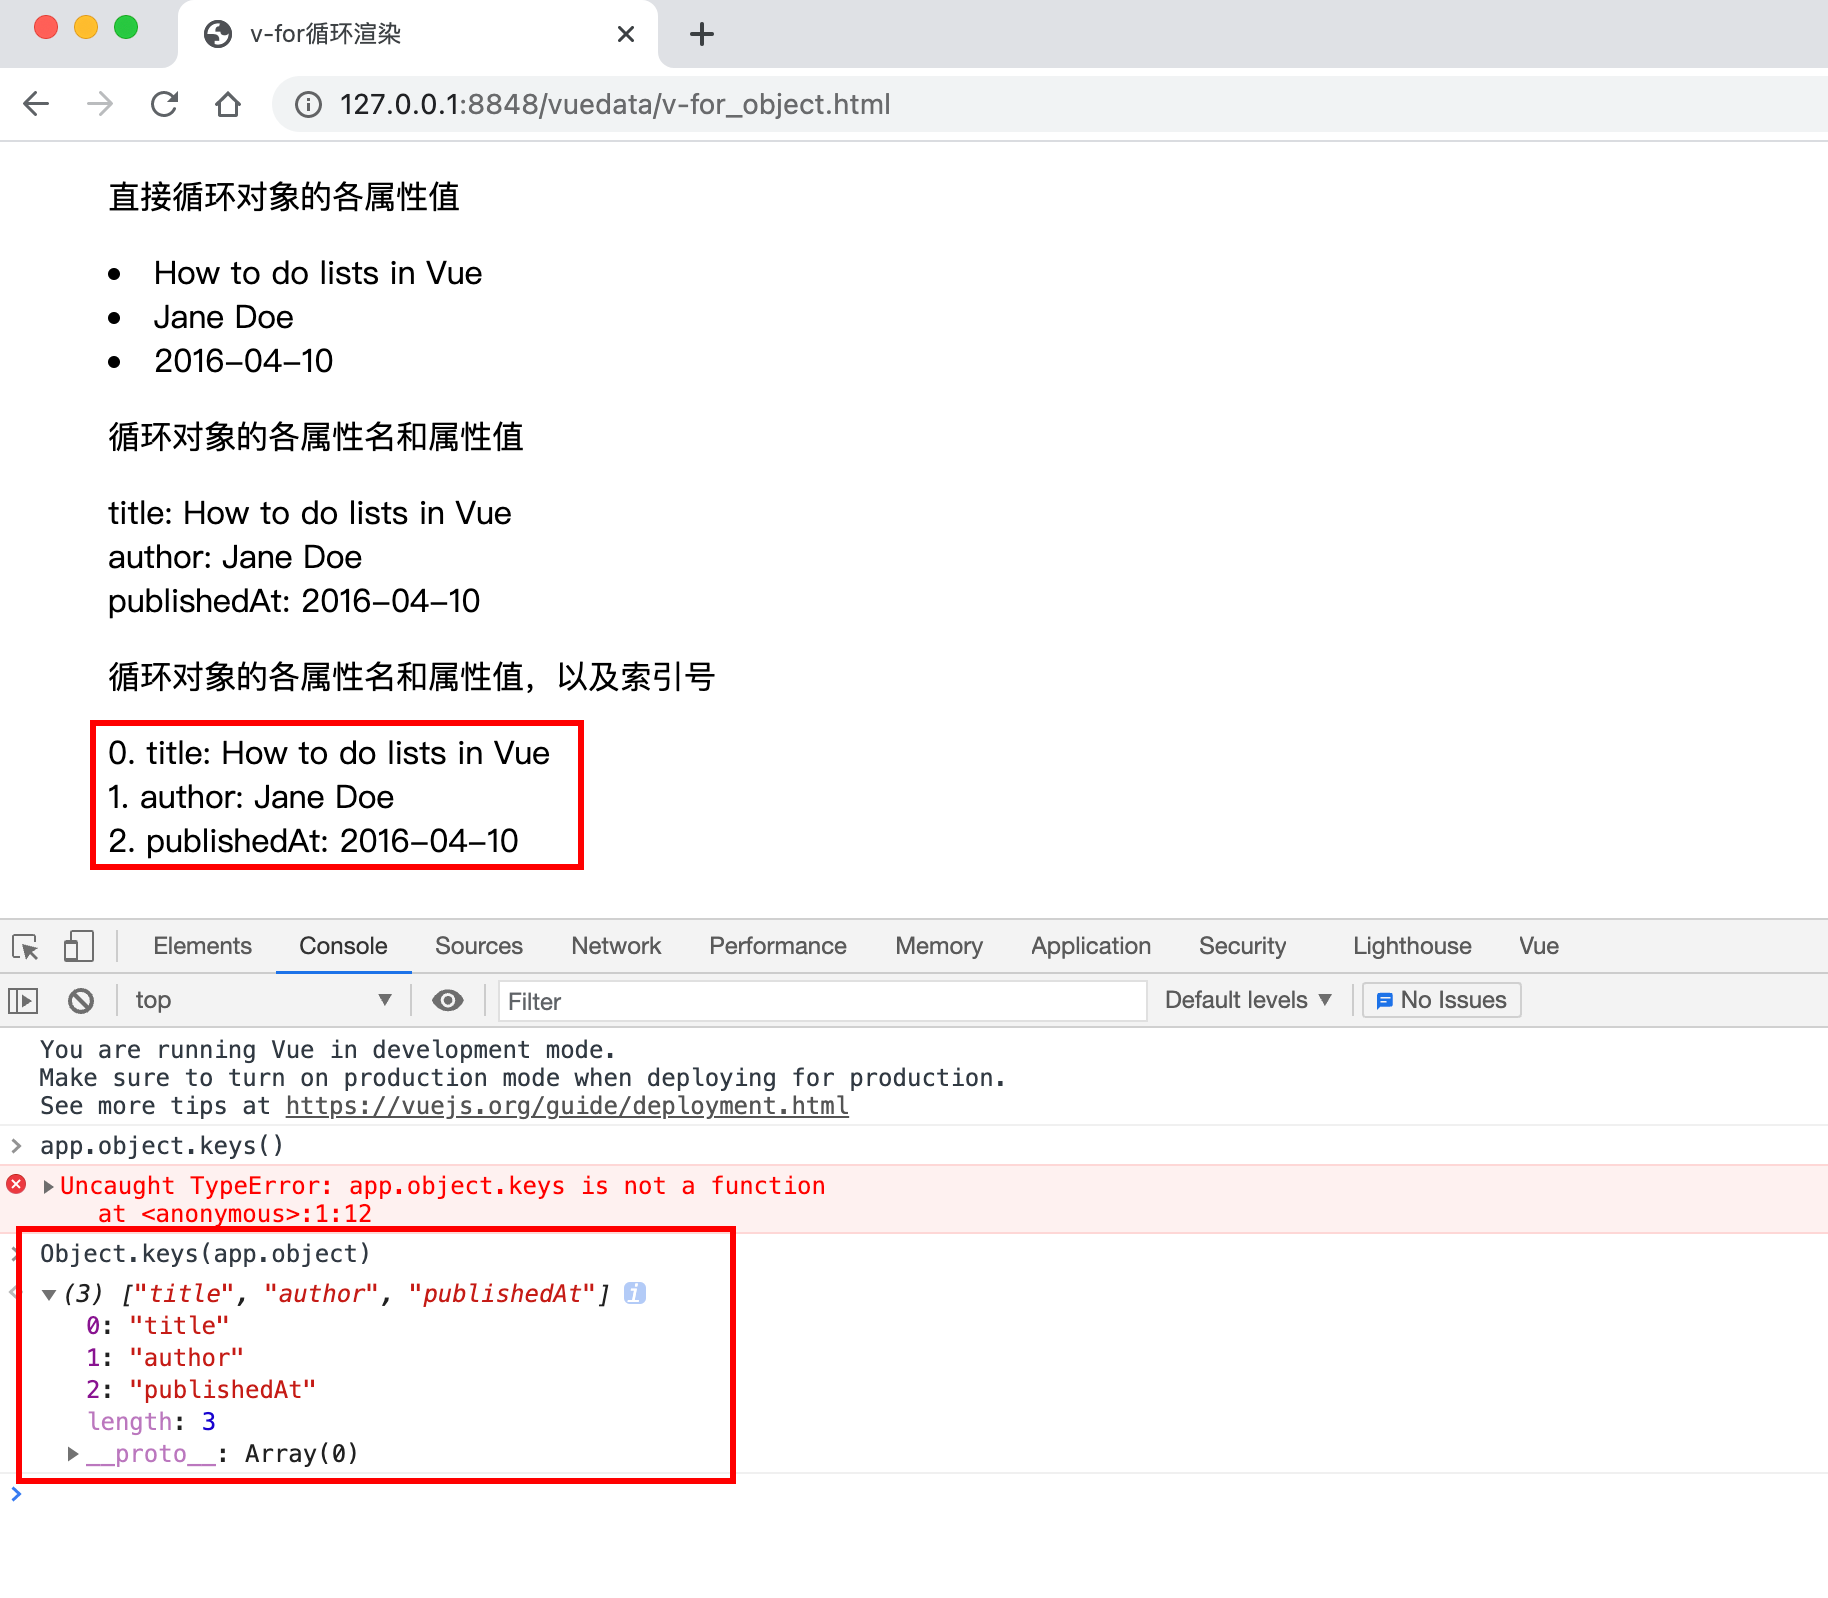 v-for循环渲染
127.0.0.1:8848/vuedata/v-for_object.html
直接循环对象的各属性值
How to do lists in Vue
Jane Doe
2016-04-10
循环对象的各属性名和属性值
title: How to do lists in Vue
author: Jane Doe
publishedAt: 2016-04-10
循环对象的各属性名和属性值，以及索引号
0. title: How to do lists in Vue
1. author: Jane Doe
2. publishedAt: 2016-04-10
Elements Console Sources Network Performance Memory Application Security Lighthouse Vue
top Filter Default levels No Issues
You are running Vue in development mode.
Make sure to turn on production mode when deploying for production.
See more tips at https://vuejs.org/guide/deployment.html
app.object.keys()
Uncaught TypeError: app.object.keys is not a function
at <anonymous>:1:12
Object.keys(app.object)
(3) ["title", "author", "publishedAt"] i
0: "title"
1: "author"
2: "publishedAt"
length: 3
__proto__: Array(0)